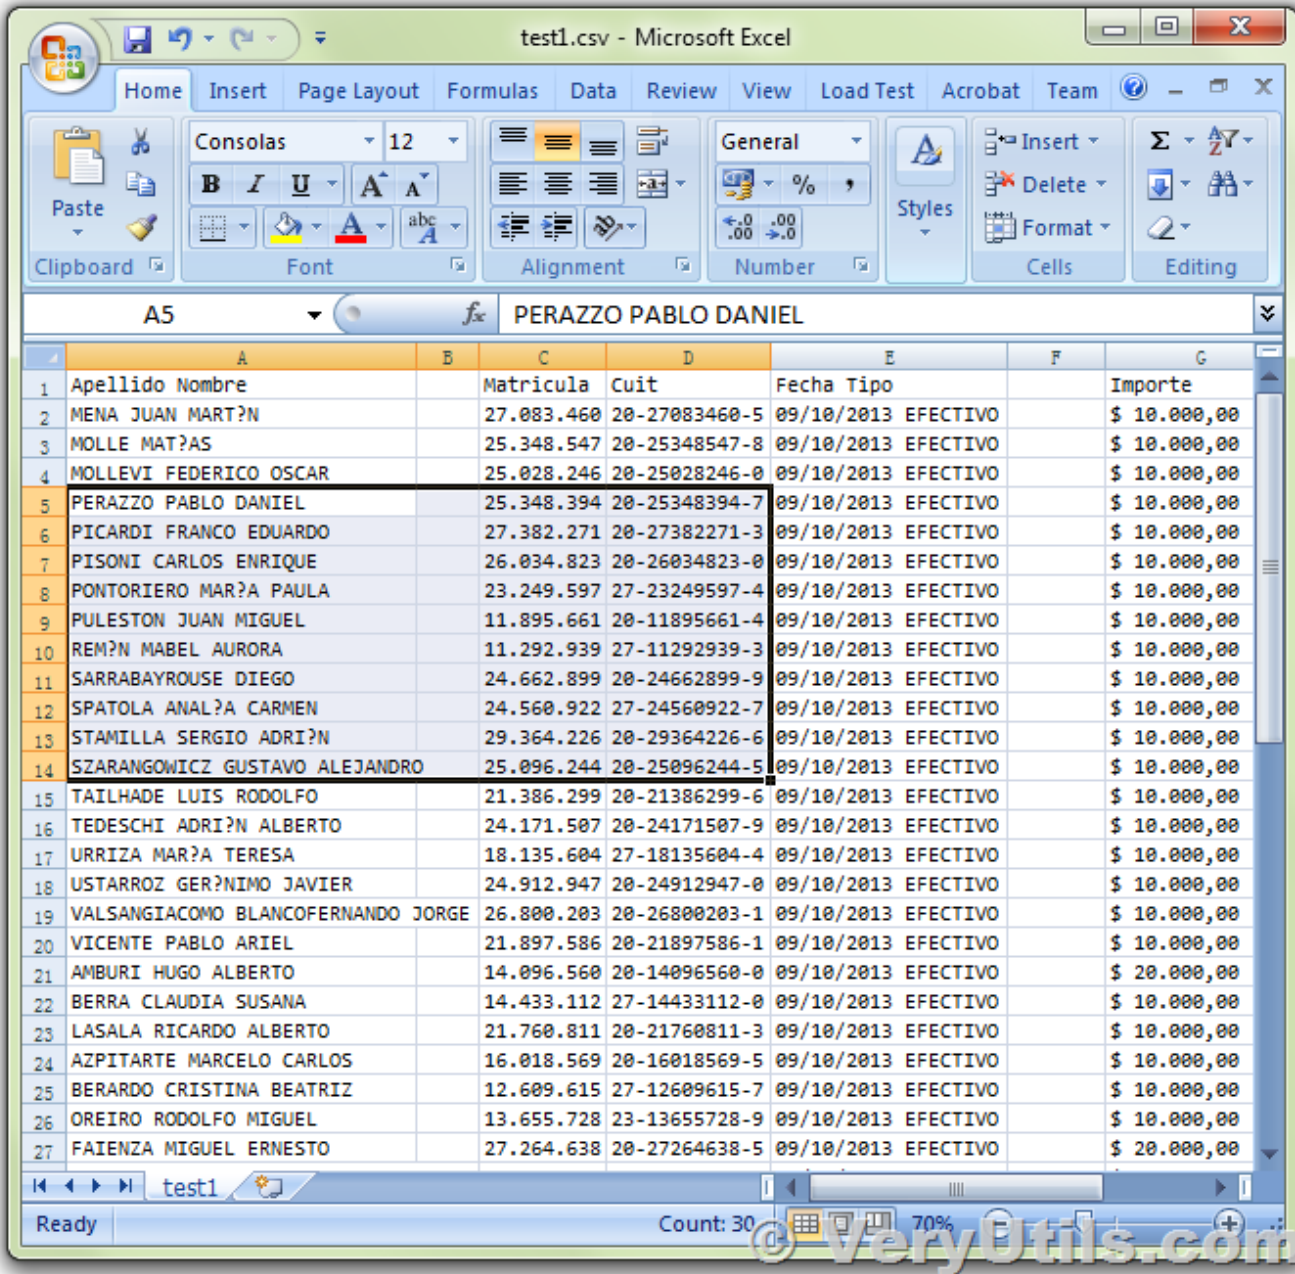 test1.csv - Microsoft Excel
Home Insert Page Layout Formulas Data Review View Load Test Acrobat Team
Consolas 12 General Insert
Paste B I U A A % , Styles Delete
abc A .00 .00 Format
Clipboard Font Alignment Number Cells Editing
A5 fx PERAZZO PABLO DANIEL
A B C D E F G
1 Apellido Nombre Matricula Cuit Fecha Tipo Importe
2 MENA JUAN MART?N 27.083.460 20-27083460-5 09/10/2013 EFECTIVO $ 10.000,00
3 MOLLE MAT?AS 25.348.547 20-25348547-8 09/10/2013 EFECTIVO $ 10.000,00
4 MOLLEVI FEDERICO OSCAR 25.028.246 20-25028246-0 09/10/2013 EFECTIVO $ 10.000,00
5 PERAZZO PABLO DANIEL 25.348.394 20-25348394-7 09/10/2013 EFECTIVO $ 10.000,00
6 PICARDI FRANCO EDUARDO 27.382.271 20-27382271-3 09/10/2013 EFECTIVO $ 10.000,00
7 PISONI CARLOS ENRIQUE 26.034.823 20-26034823-0 09/10/2013 EFECTIVO $ 10.000,00
8 PONTORIERO MAR?A PAULA 23.249.597 27-23249597-4 09/10/2013 EFECTIVO $ 10.000,00
9 PULESTON JUAN MIGUEL 11.895.661 20-11895661-4 09/10/2013 EFECTIVO $ 10.000,00
10 REM?N MABEL AURORA 11.292.939 27-11292939-3 09/10/2013 EFECTIVO $ 10.000,00
11 SARRABAYROUSE DIEGO 24.662.899 20-24662899-9 09/10/2013 EFECTIVO $ 10.000,00
12 SPATOLA ANAL?A CARMEN 24.560.922 27-24560922-7 09/10/2013 EFECTIVO $ 10.000,00
13 STAMILLA SERGIO ADRI?N 29.364.226 20-29364226-6 09/10/2013 EFECTIVO $ 10.000,00
14 SZARANGOWICZ GUSTAVO ALEJANDRO 25.096.244 20-25096244-5 09/10/2013 EFECTIVO $ 10.000,00
15 TAILHADE LUIS RODOLFO 21.386.299 20-21386299-6 09/10/2013 EFECTIVO $ 10.000,00
16 TEDESCHI ADRI?N ALBERTO 24.171.507 20-24171507-9 09/10/2013 EFECTIVO $ 10.000,00
17 URRIZA MAR?A TERESA 18.135.604 27-18135604-4 09/10/2013 EFECTIVO $ 10.000,00
18 USTARROZ GER?NIMO JAVIER 24.912.947 20-24912947-0 09/10/2013 EFECTIVO $ 10.000,00
19 VALSANGIACOMO BLANCOFERNANDO JORGE 26.800.203 20-26800203-1 09/10/2013 EFECTIVO $ 10.000,00
20 VICENTE PABLO ARIEL 21.897.586 20-21897586-1 09/10/2013 EFECTIVO $ 10.000,00
21 AMBURI HUGO ALBERTO 14.096.560 20-14096560-0 09/10/2013 EFECTIVO $ 20.000,00
22 BERRA CLAUDIA SUSANA 14.433.112 27-14433112-0 09/10/2013 EFECTIVO $ 10.000,00
23 LASALA RICARDO ALBERTO 21.760.811 20-21760811-3 09/10/2013 EFECTIVO $ 10.000,00
24 AZPITARTE MARCELO CARLOS 16.018.569 20-16018569-5 09/10/2013 EFECTIVO $ 10.000,00
25 BERARDO CRISTINA BEATRIZ 12.609.615 27-12609615-7 09/10/2013 EFECTIVO $ 10.000,00
26 OREIRO RODOLFO MIGUEL 13.655.728 23-13655728-9 09/10/2013 EFECTIVO $ 10.000,00
27 FAIENZA MIGUEL ERNESTO 27.264.638 20-27264638-5 09/10/2013 EFECTIVO $ 20.000,00
test1
Ready Count: 30 70%
© VeryUtils.com